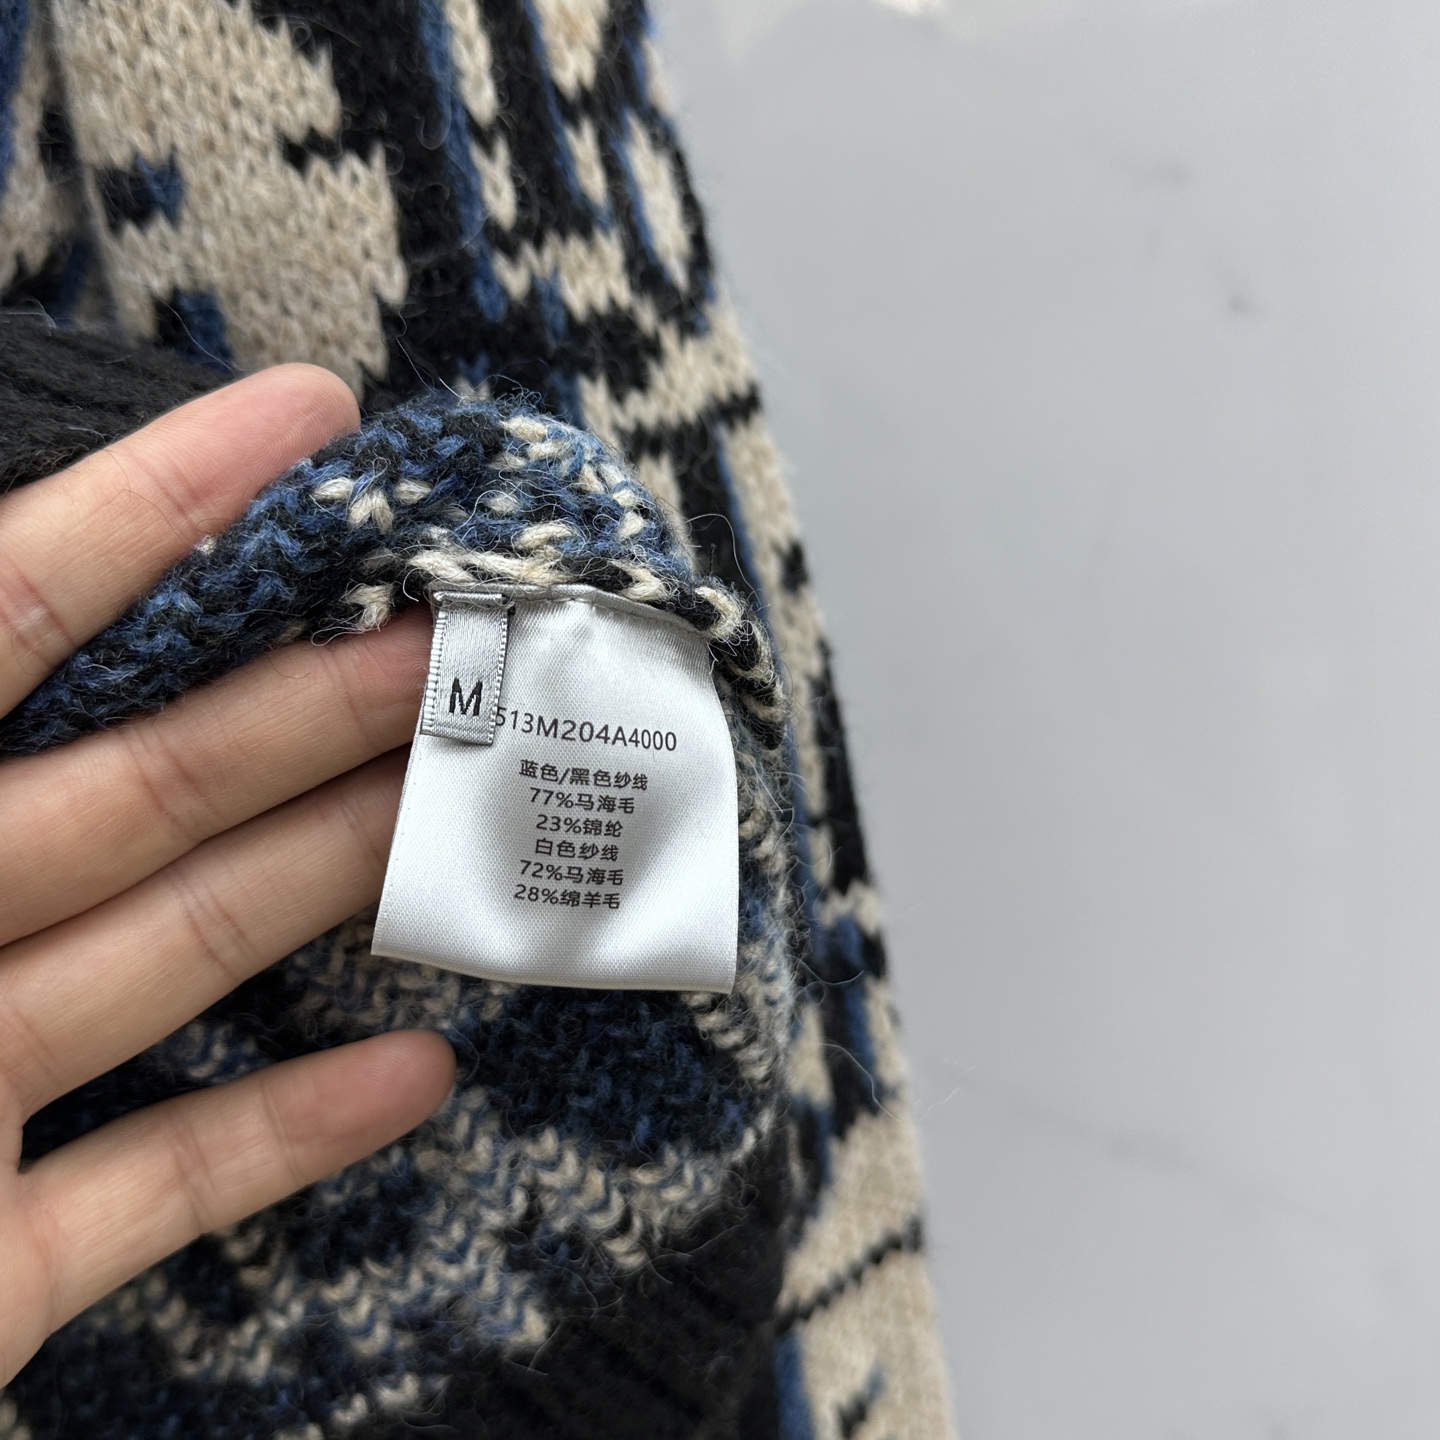 M
513M204A4000
蓝色/黑色纱线
77%马海毛
23%锦纶
白色纱线
72%马海毛
28%绵羊毛